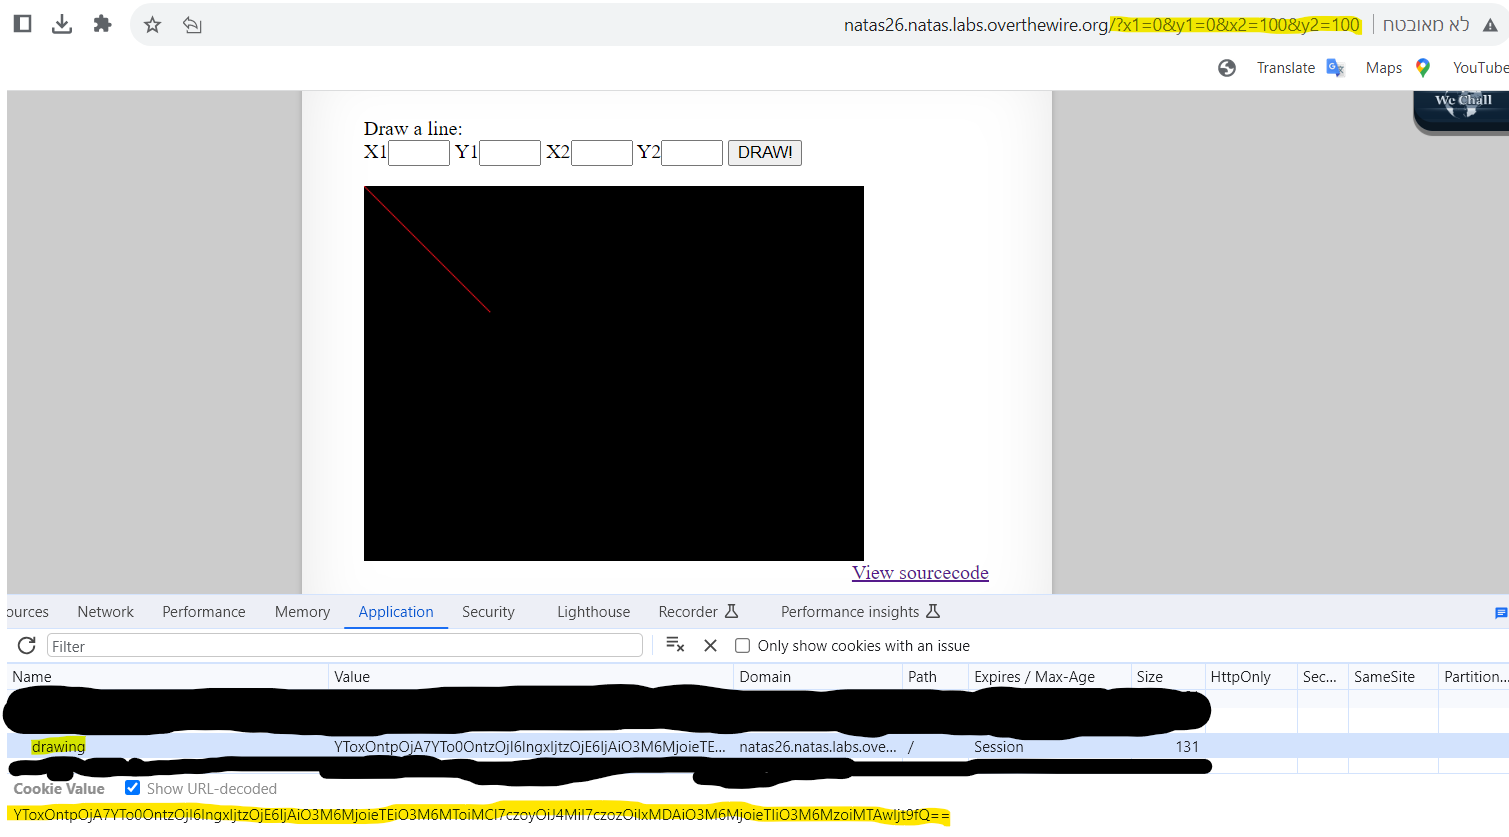 natas26.natas.labs.overthewire.org/?x1=0&y1=0&x2=100&y2=100 לא מאובטח
Translate Maps YouTube
We Chall
Draw a line:
X1 Y1 X2 Y2 DRAW!
View sourcecode
ources Network Performance Memory Application Security Lighthouse Recorder Performance insights
Filter Only show cookies with an issue
Name Value Domain Path Expires / Max-Age Size HttpOnly Sec... SameSite Partition...
drawing YToxOntpOjA7YTo0OntzOjI6IngxIjtzOjE6IjAiO3M6MjoieTE... natas26.natas.labs.ove... / Session 131
Cookie Value Show URL-decoded
YToxOntpOjA7YTo0OntzOjI6IngxIjtzOjE6IjAiO3M6MjoieTEiO3M6MToiMCI7czoyOiJ4MiI7czozOiIxMDAiO3M6MjoieTIiO3M6MzoiMTAwIjt9fQ==